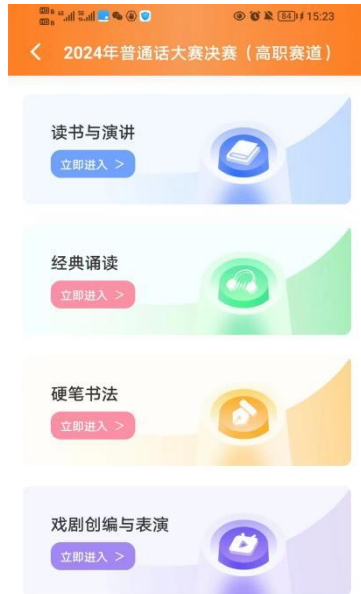 84 15:23
2024年普通话大赛决赛（高职赛道）
读书与演讲
立即进入 >
经典诵读
立即进入 >
硬笔书法
立即进入 >
戏剧创编与表演
立即进入 >